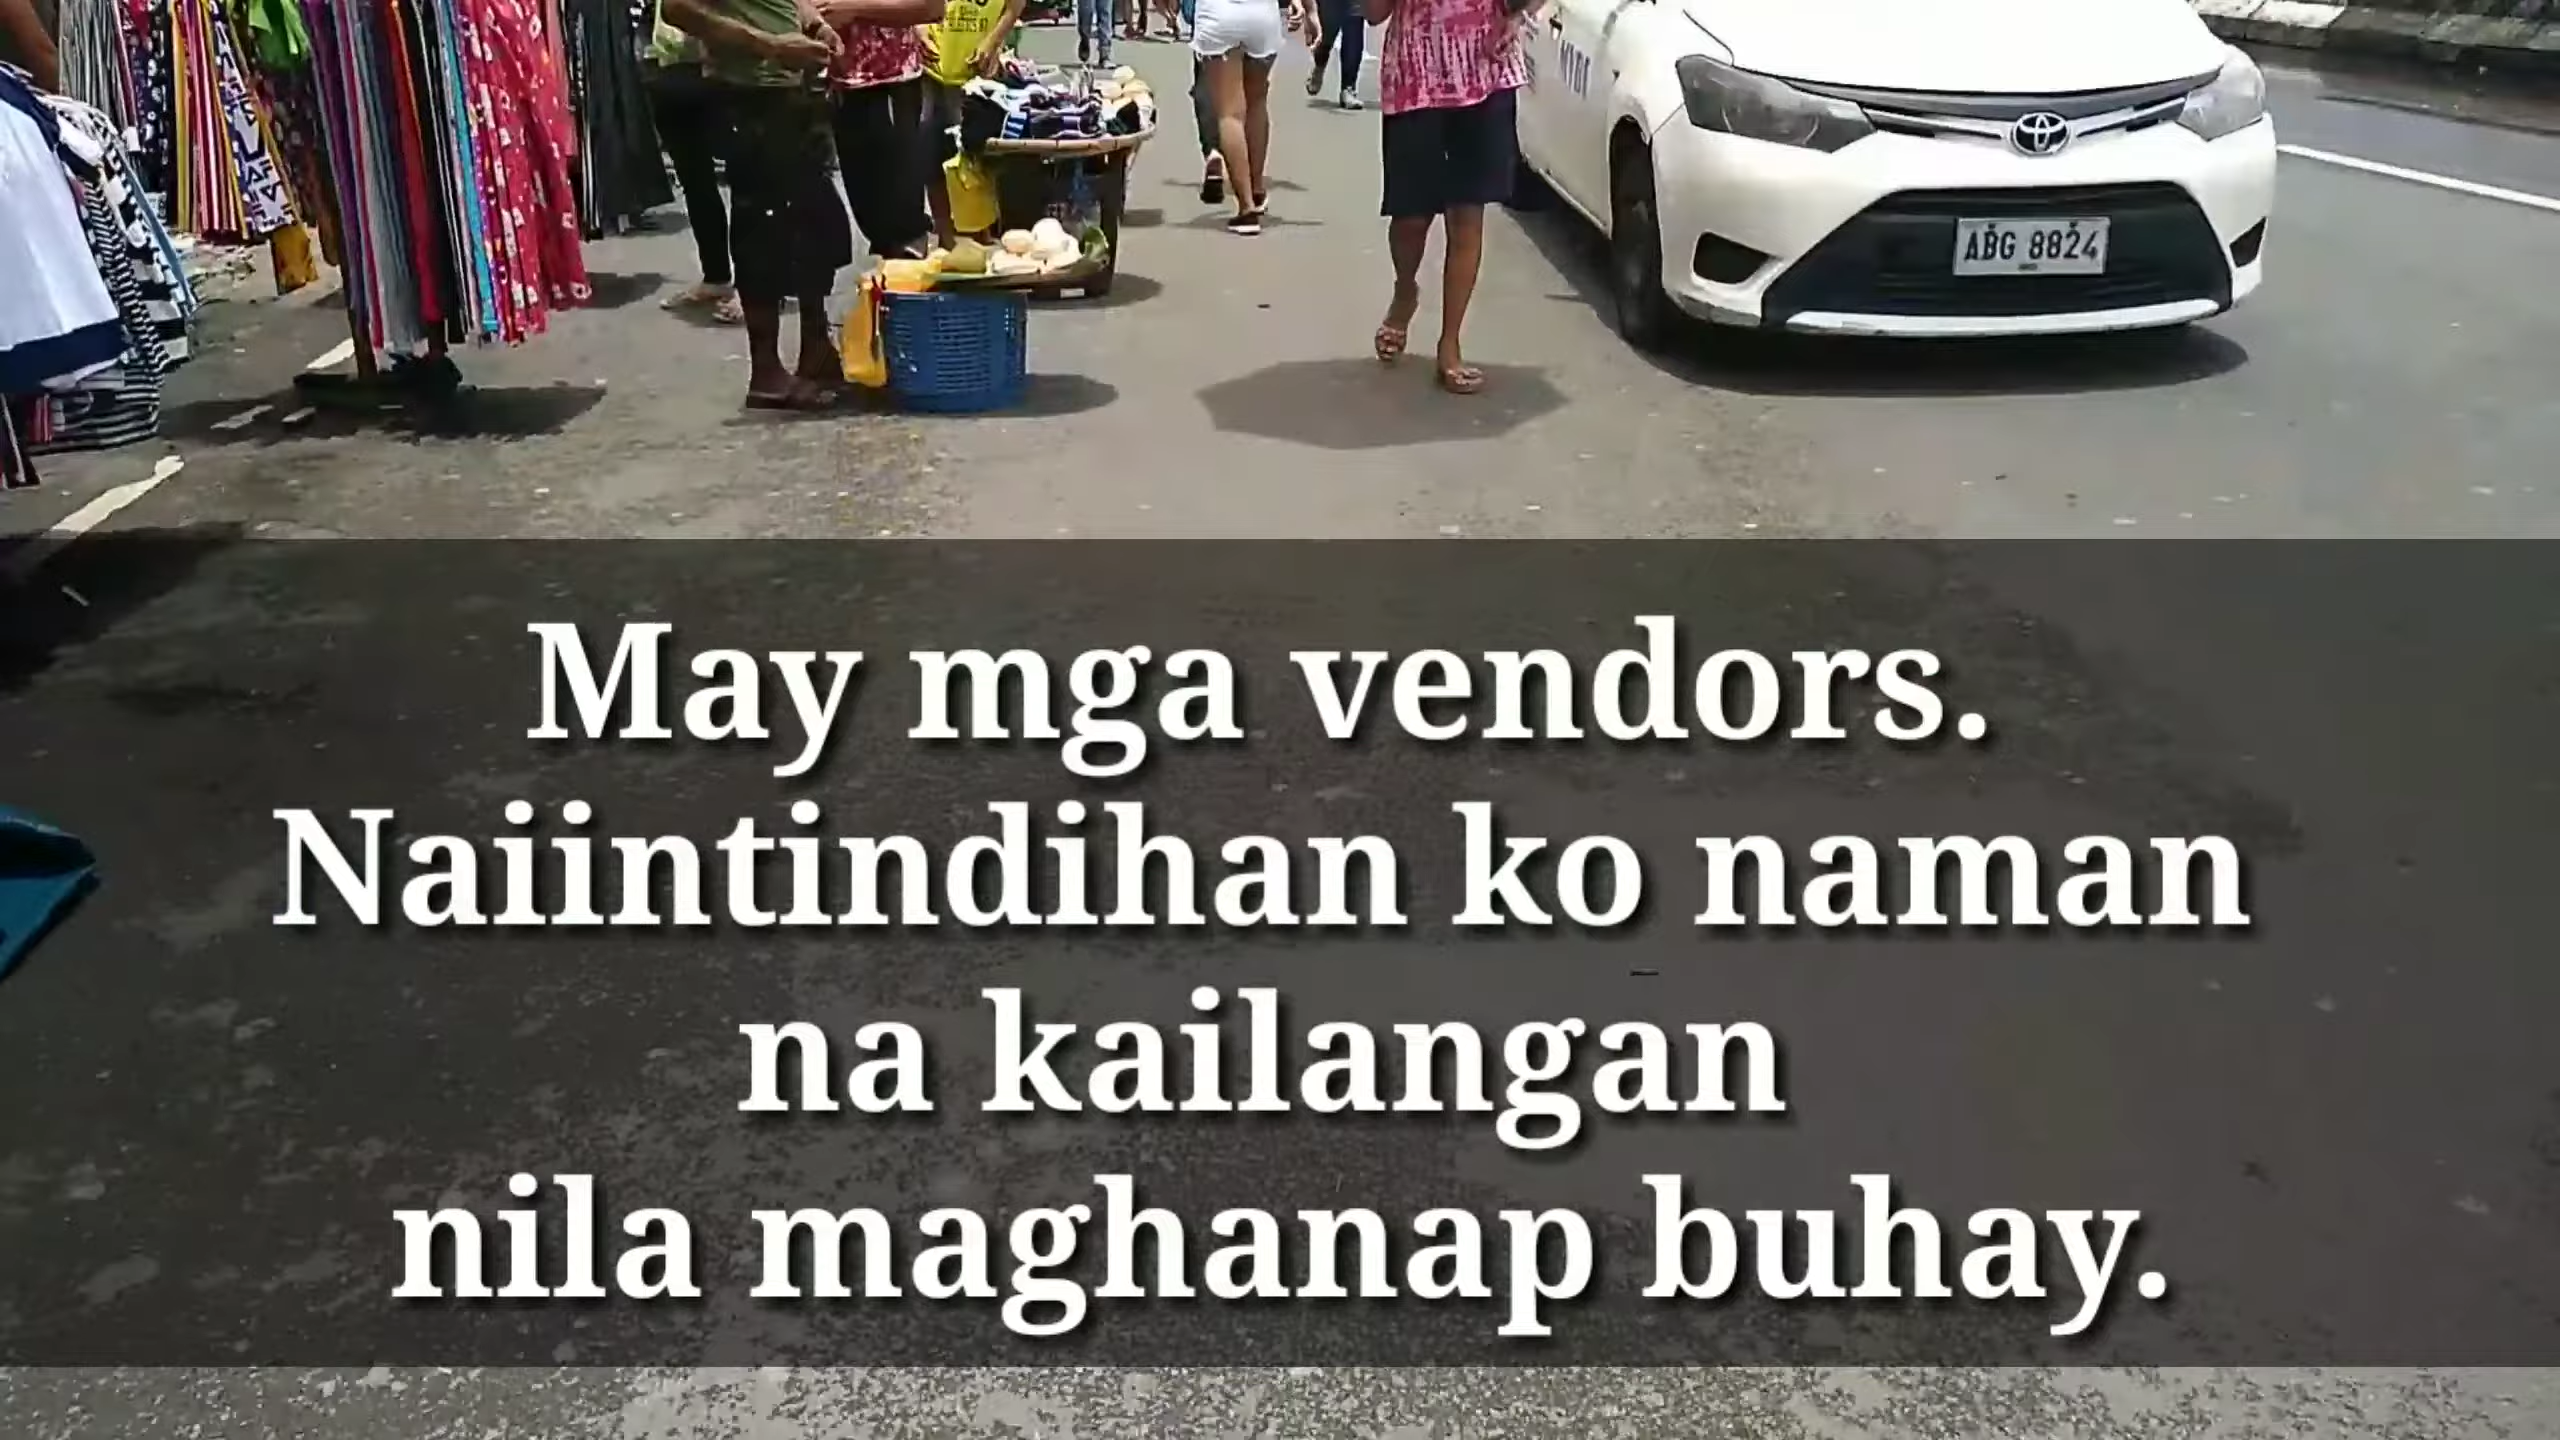 ABG 8824
May mga vendors.
Naiintindihan ko naman
na kailangan
nila maghanap buhay.